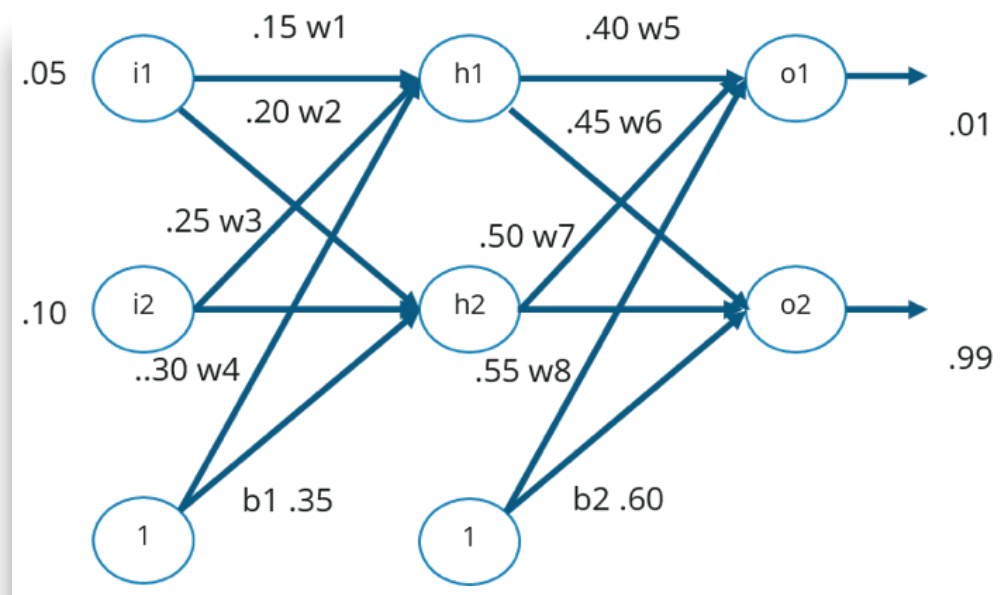 .15 w1
.40 w5
.05
i1
h1
o1
.20 w2
.45 w6
.01
.25 w3
.50 w7
.10
i2
h2
o2
..30 w4
.55 w8
.99
b1 .35
b2 .60
1
1